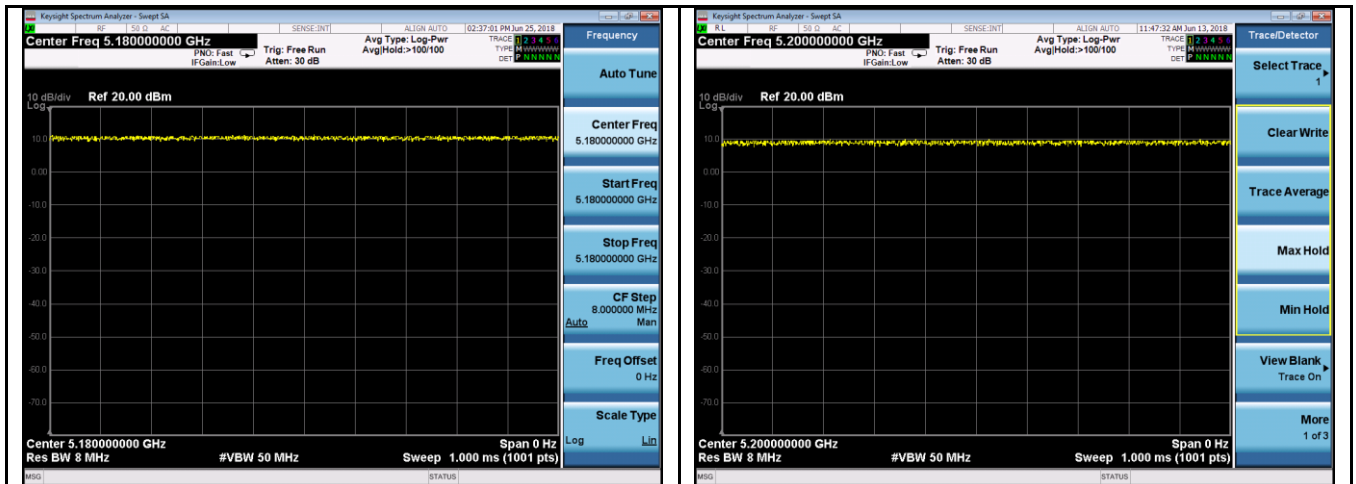 Keysight Spectrum Analyzer - Swept SA
RF 50 Ω AC SENSE:INT ALIGN AUTO 02:37:01 PM Jun 25, 2018
Center Freq 5.180000000 GHz
PNO: Fast
IFGain:Low
Trig: Free Run
Atten: 30 dB
Avg Type: Log-Pwr
Avg|Hold:>100/100
TRACE 1 2 3 4 5 6
TYPE M WWWWW
DET P N N N N N
10 dB/div
Log
Ref 20.00 dBm
10.0
0.00
-10.0
-20.0
-30.0
-40.0
-50.0
-60.0
-70.0
Center 5.180000000 GHz
Span 0 Hz
Res BW 8 MHz
#VBW 50 MHz
Sweep 1.000 ms (1001 pts)
MSG
STATUS
Frequency
Auto Tune
Center Freq
5.180000000 GHz
Start Freq
5.180000000 GHz
Stop Freq
5.180000000 GHz
CF Step
8.000000 MHz
Auto Man
Freq Offset
0 Hz
Scale Type
Log Lin
Keysight Spectrum Analyzer - Swept SA
RL RF 50 Ω AC SENSE:INT ALIGN AUTO 11:47:32 AM Jun 13, 2018
Center Freq 5.200000000 GHz
PNO: Fast
IFGain:Low
Trig: Free Run
Atten: 30 dB
Avg Type: Log-Pwr
Avg|Hold:>100/100
TRACE 1 2 3 4 5 6
TYPE M WWWWW
DET P N N N N N
10 dB/div
Log
Ref 20.00 dBm
10.0
0.00
-10.0
-20.0
-30.0
-40.0
-50.0
-60.0
-70.0
Center 5.200000000 GHz
Span 0 Hz
Res BW 8 MHz
#VBW 50 MHz
Sweep 1.000 ms (1001 pts)
MSG
STATUS
Trace/Detector
Select Trace
1
Clear Write
Trace Average
Max Hold
Min Hold
View Blank
Trace On
More
1 of 3